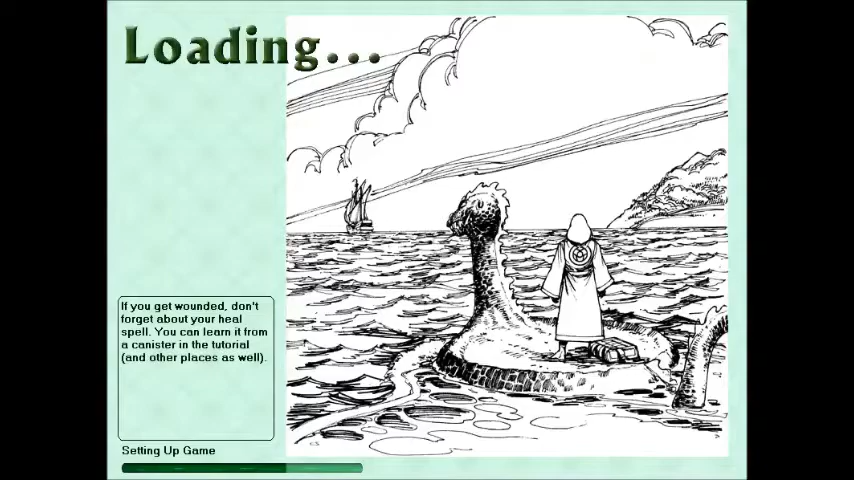 Loading...
If you get wounded, don't
forget about your heal
spell. You can learn it from
a canister in the tutorial
(and other places as well).
Setting Up Game